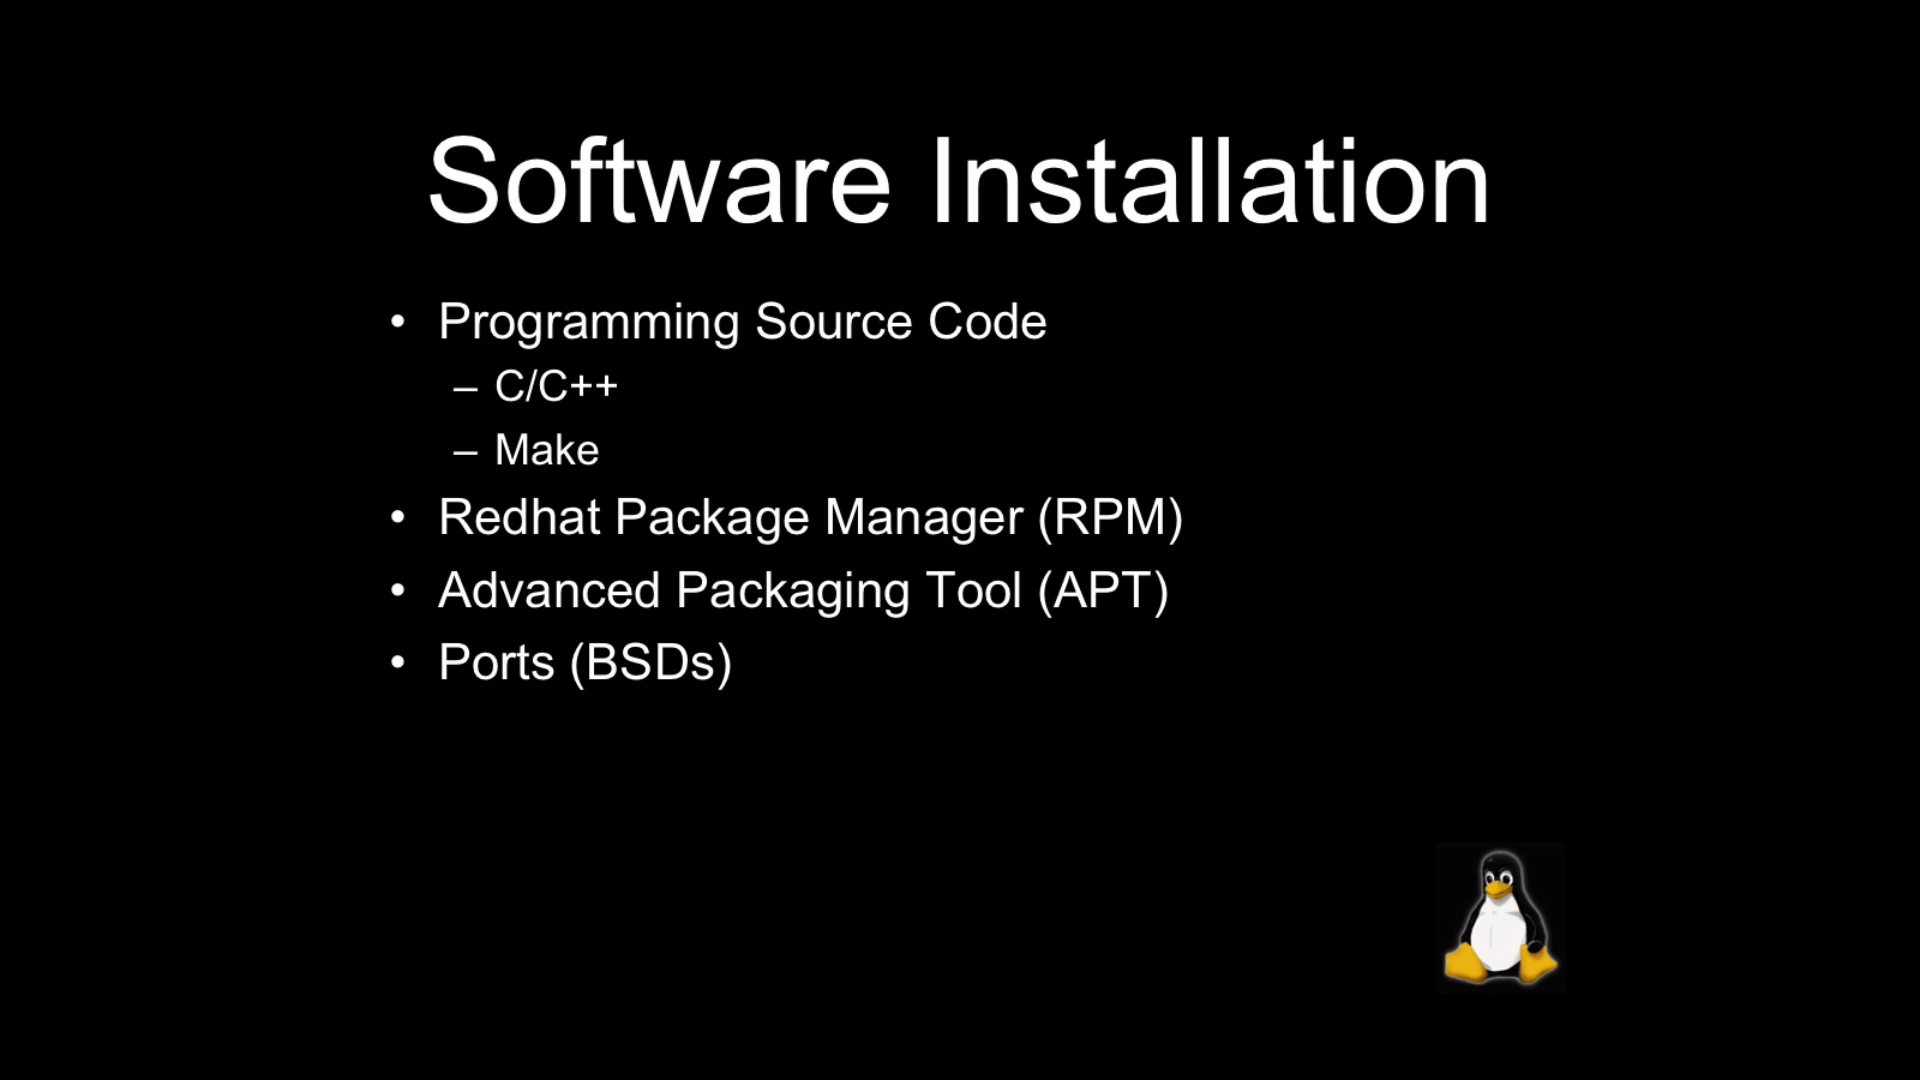 Software Installation
• Programming Source Code
– C/C++
– Make
• Redhat Package Manager (RPM)
• Advanced Packaging Tool (APT)
• Ports (BSDs)